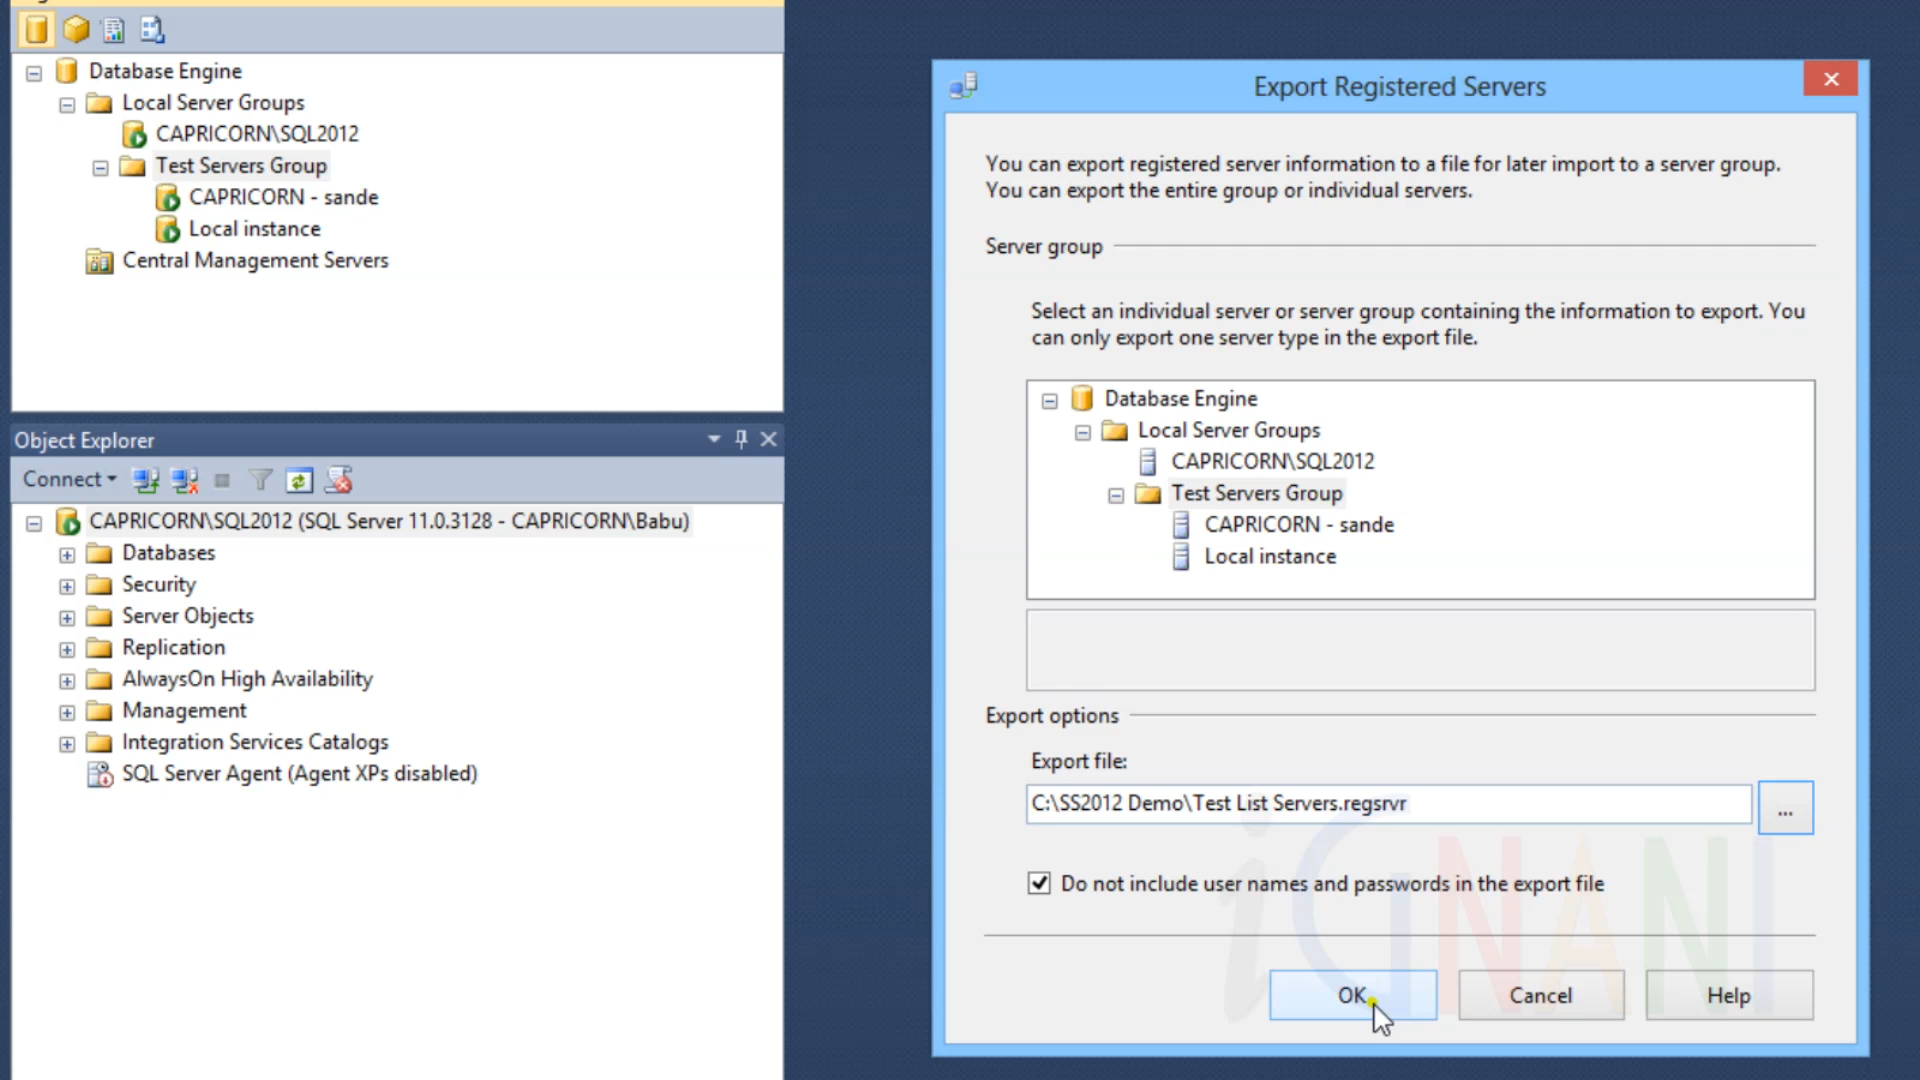 Database Engine
Local Server Groups
CAPRICORN\SQL2012
Test Servers Group
CAPRICORN - sande
Local instance
Central Management Servers
Object Explorer
Connect
CAPRICORN\SQL2012 (SQL Server 11.0.3128 - CAPRICORN\Babu)
Databases
Security
Server Objects
Replication
AlwaysOn High Availability
Management
Integration Services Catalogs
SQL Server Agent (Agent XPs disabled)
Export Registered Servers
You can export registered server information to a file for later import to a server group.
You can export the entire group or individual servers.
Server group
Select an individual server or server group containing the information to export. You
can only export one server type in the export file.
Database Engine
Local Server Groups
CAPRICORN\SQL2012
Test Servers Group
CAPRICORN - sande
Local instance
Export options
Export file:
C:\SS2012 Demo\Test List Servers.regsrvr
...
Do not include user names and passwords in the export file
iGNANI
OK
Cancel
Help